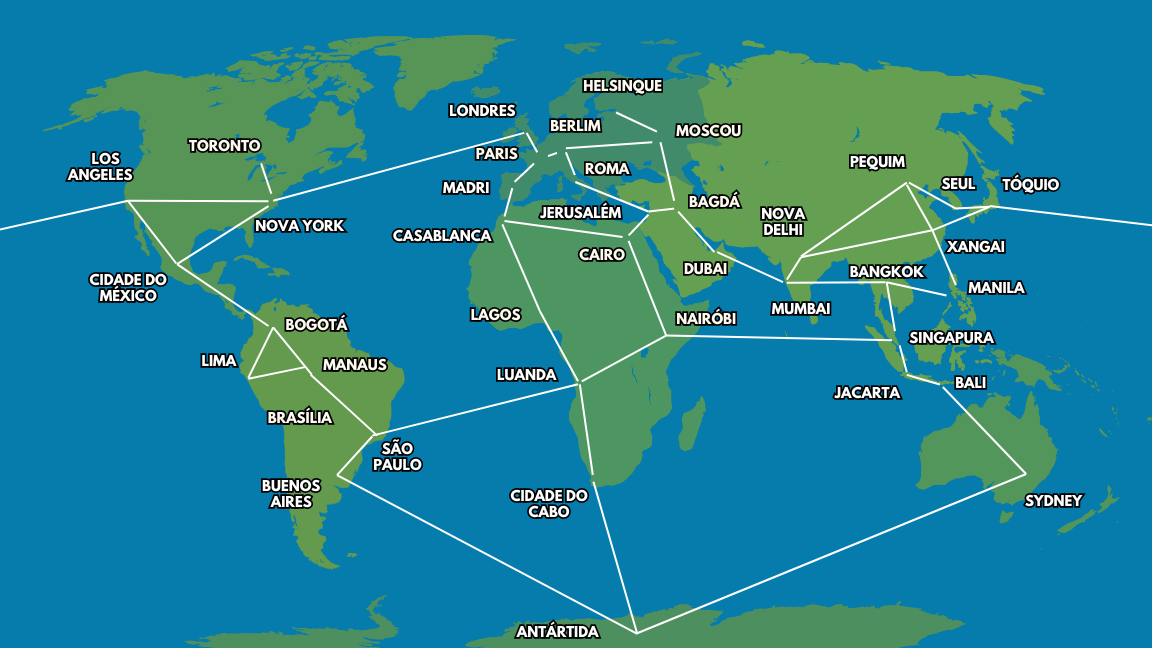 HELSINQUE
LONDRES
BERLIM
MOSCOU
TORONTO
PARIS
LOS
ANGELES
ROMA
PEQUIM
MADRI
SEUL
TÓQUIO
BAGDÁ
JERUSALÉM
NOVA
DELHI
NOVA YORK
CASABLANCA
CAIRO
XANGAI
DUBAI
BANGKOK
CIDADE DO
MÉXICO
MANILA
MUMBAI
LAGOS
NAIRÓBI
BOGOTÁ
SINGAPURA
LIMA
MANAUS
LUANDA
BALI
JACARTA
BRASÍLIA
SÃO
PAULO
BUENOS
AIRES
CIDADE DO
CABO
SYDNEY
ANTÁRTIDA